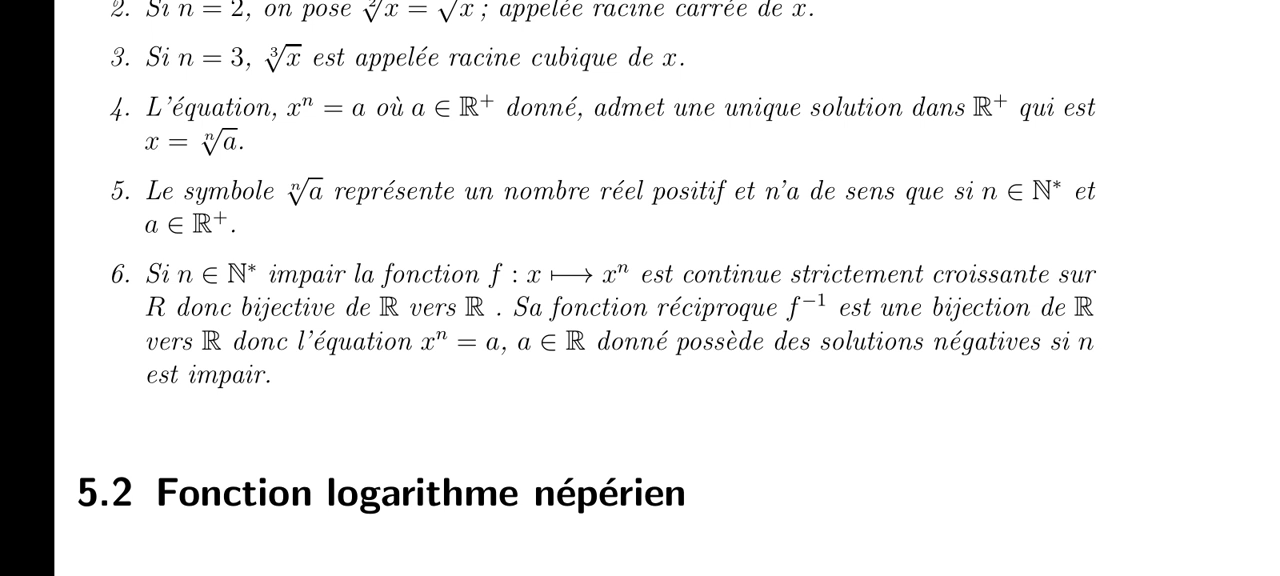 2. Si n = 2, on pose ²√x = √x ; appelée racine carrée de x.
3. Si n = 3, ³√x est appelée racine cubique de x.
4. L'équation, xⁿ = a où a ∈ ℝ⁺ donné, admet une unique solution dans ℝ⁺ qui est
x = ⁿ√a.
5. Le symbole ⁿ√a représente un nombre réel positif et n'a de sens que si n ∈ ℕ* et
a ∈ ℝ⁺.
6. Si n ∈ ℕ* impair la fonction f : x ⟼ xⁿ est continue strictement croissante sur
R donc bijective de ℝ vers ℝ . Sa fonction réciproque f⁻¹ est une bijection de ℝ
vers ℝ donc l'équation xⁿ = a, a ∈ ℝ donné possède des solutions négatives si n
est impair.
5.2 Fonction logarithme népérien